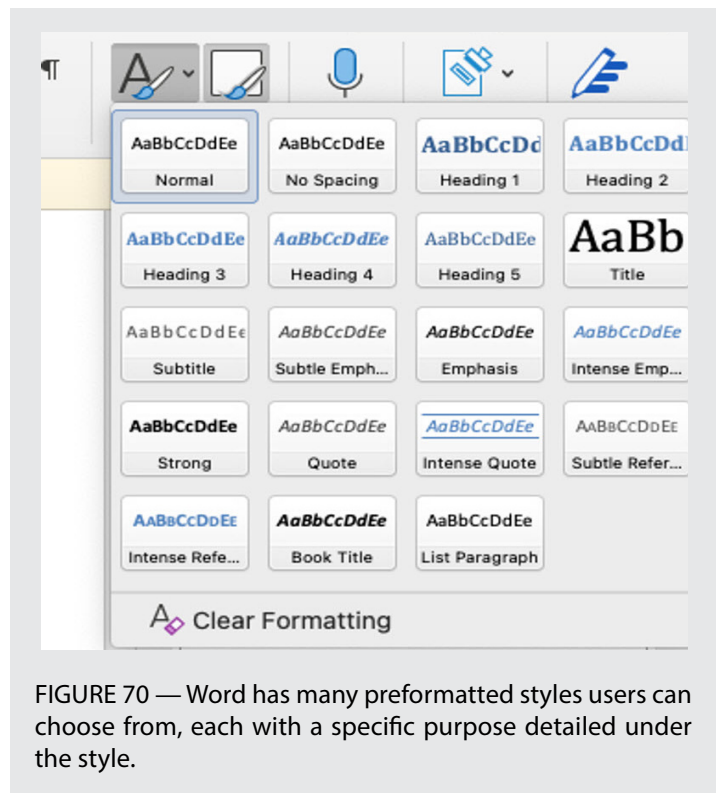 ¶
AaBbCcDdEe AaBbCcDdEe AaBbCcDd AaBbCcDd
Normal No Spacing Heading 1 Heading 2
AaBbCcDdEe AaBbCcDdEe AaBbCcDdEe AaBb
Heading 3 Heading 4 Heading 5 Title
AaBbCcDdEe AaBbCcDdEe AaBbCcDdEe AaBbCcDdEe
Subtitle Subtle Emph... Emphasis Intense Emp...
AaBbCcDdEe AaBbCcDdEe AaBbCcDdEe AABBCCDDEE
Strong Quote Intense Quote Subtle Refer...
AABBCCDDEE AaBbCcDdEe AaBbCcDdEe
Intense Refe... Book Title List Paragraph
Clear Formatting
FIGURE 70 — Word has many preformatted styles users can
choose from, each with a specific purpose detailed under
the style.